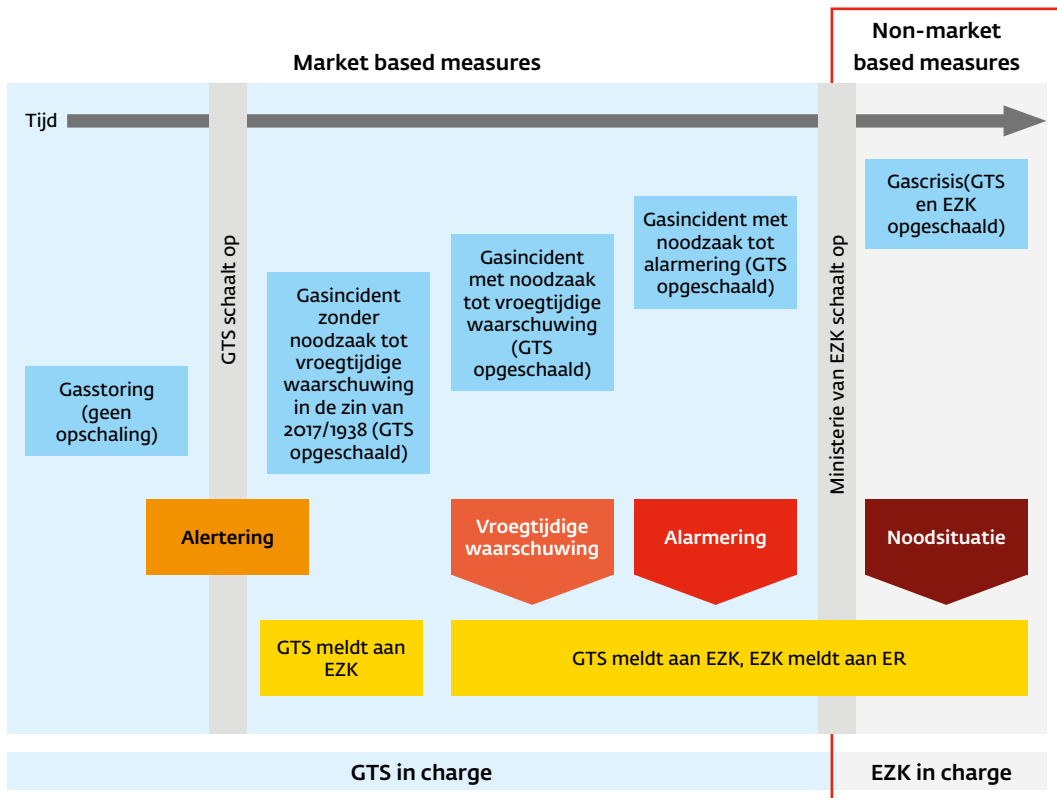 Market based measures
Non-market
based measures
Tijd
GTS schaalt op
Ministerie van EZK schaalt op
Gasstoring
(geen
opschaling)
Gasincident
zonder
noodzaak tot
vroegtijdige
waarschuwing
in de zin van
2017/1938 (GTS
opgeschaald)
Gasincident
met noodzaak
tot vroegtijdige
waarschuwing
(GTS
opgeschaald)
Gasincident met
noodzaak tot
alarmering (GTS
opgeschaald)
Gascrisis(GTS
en EZK
opgeschaald)
Alertering
Vroegtijdige
waarschuwing
Alarmering
Noodsituatie
GTS meldt aan
EZK
GTS meldt aan EZK, EZK meldt aan ER
GTS in charge
EZK in charge